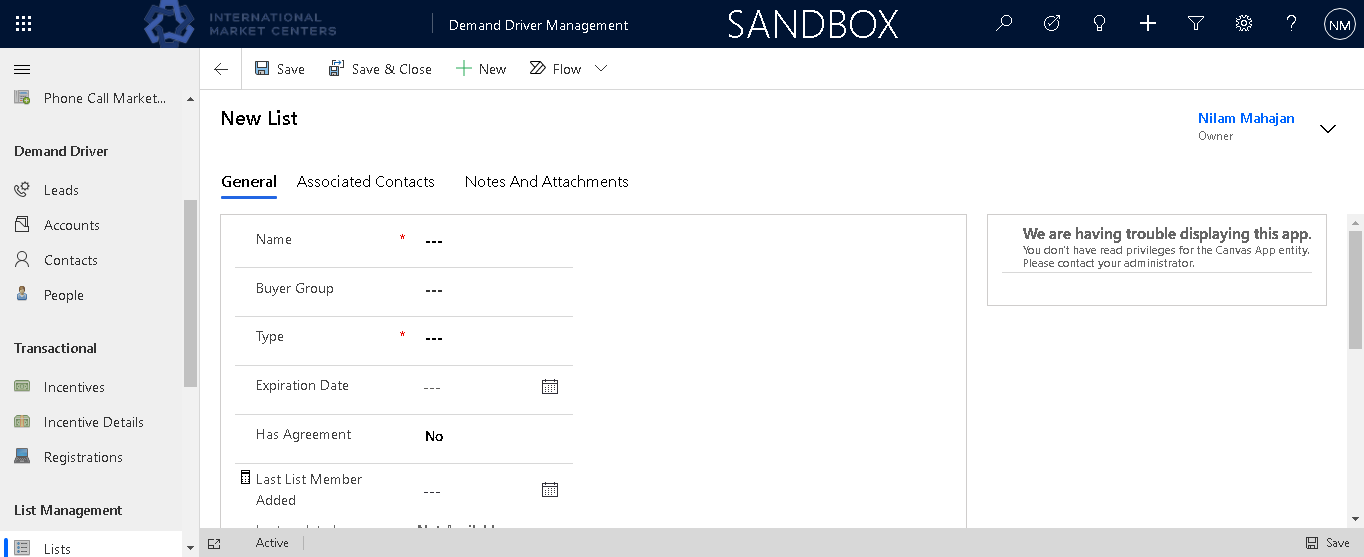 INTERNATIONAL
MARKET CENTERS
Demand Driver Management
SANDBOX
NM
Save
Save & Close
New
Flow
Phone Call Market...
Demand Driver
Leads
Accounts
Contacts
People
Transactional
Incentives
Incentive Details
Registrations
List Management
Lists
New List
Nilam Mahajan
Owner
General
Associated Contacts
Notes And Attachments
Name * ---
Buyer Group ---
Type * ---
Expiration Date ---
Has Agreement No
Last List Member
Added ---
We are having trouble displaying this app.
You don't have read privileges for the Canvas App entity.
Please contact your administrator.
Active
Save